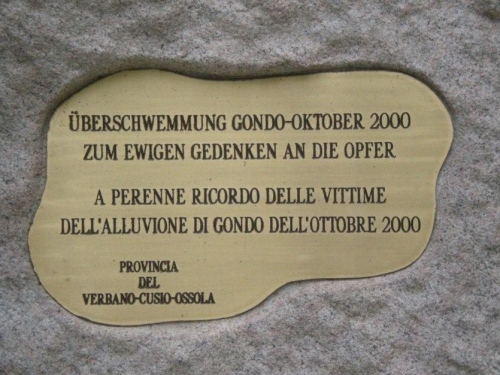 ÜBERSCHWEMMUNG GONDO-OKTOBER 2000
ZUM EWIGEN GEDENKEN AN DIE OPFER
A PERENNE RICORDO DELLE VITTIME
DELL'ALLUVIONE DI GONDO DELL'OTTOBRE 2000
PROVINCIA
DEL
VERBANO-CUSIO-OSSOLA